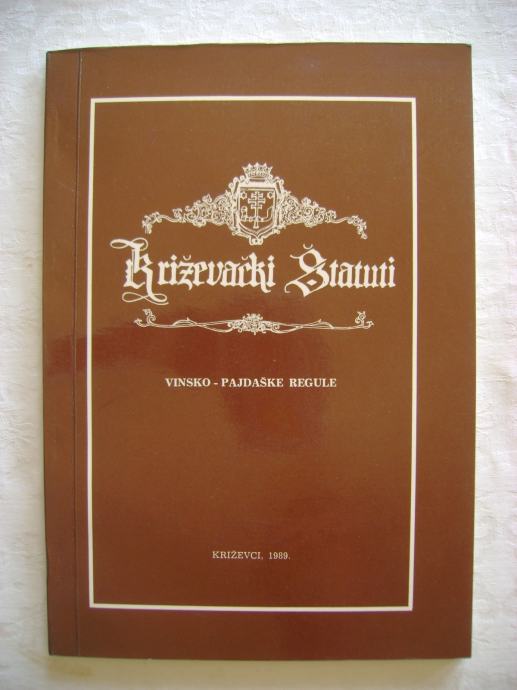 Križevački Štatuti
VINSKO - PAJDAŠKE REGULE
KRIŽEVCI, 1989.